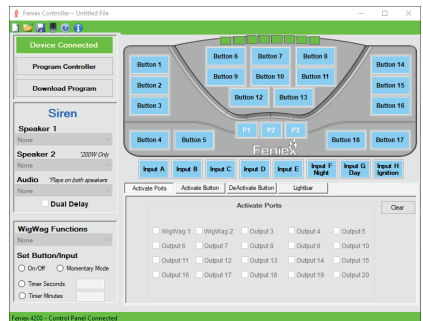 Feniex Controller-- Untitled File
Device Connected
Program Controller
Download Program
Siren
Speaker 1
None
Speaker 2 *200W Only
None
Audio *Plays on both speakers
None
Dual Delay
WigWag Functions
None
Set Button/Input
On/Off Momentary Mode
Timer Seconds
Timer Minutes
Button 1
Button 2
Button 3
Button 4
Button 5
Button 6
Button 7
Button 8
Button 9
Button 10
Button 11
Button 12
Button 13
Button 14
Button 15
Button 16
Button 18
Button 17
P1 P2 P3
Feniex
Input A
Input B
Input C
Input D
Input E
Input F
Night
Input G
Day
Input H
Ignition
Activate Ports Activate Button DeActivate Button Lightbar
Activate Ports
Clear
WigWag 1 WigWag 2 Output 3 Output 4 Output 5
Output 6 Output 7 Output 8 Output 9 Output 10
Output 11 Output 12 Output 13 Output 14 Output 15
Output 16 Output 17 Output 18 Output 19 Output 20
Feniex 4200 - Control Panel Connected